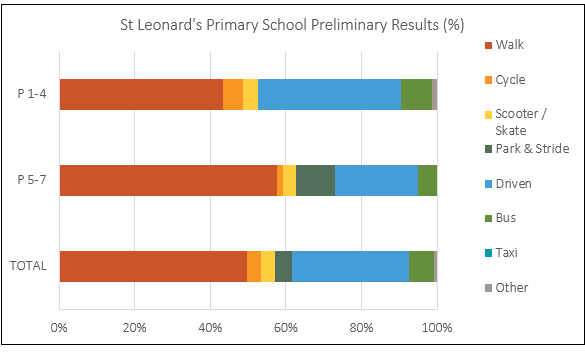 St Leonard's Primary School Preliminary Results (%)
P 1-4
P 5-7
TOTAL
0% 20% 40% 60% 80% 100%
Walk
Cycle
Scooter /
Skate
Park & Stride
Driven
Bus
Taxi
Other